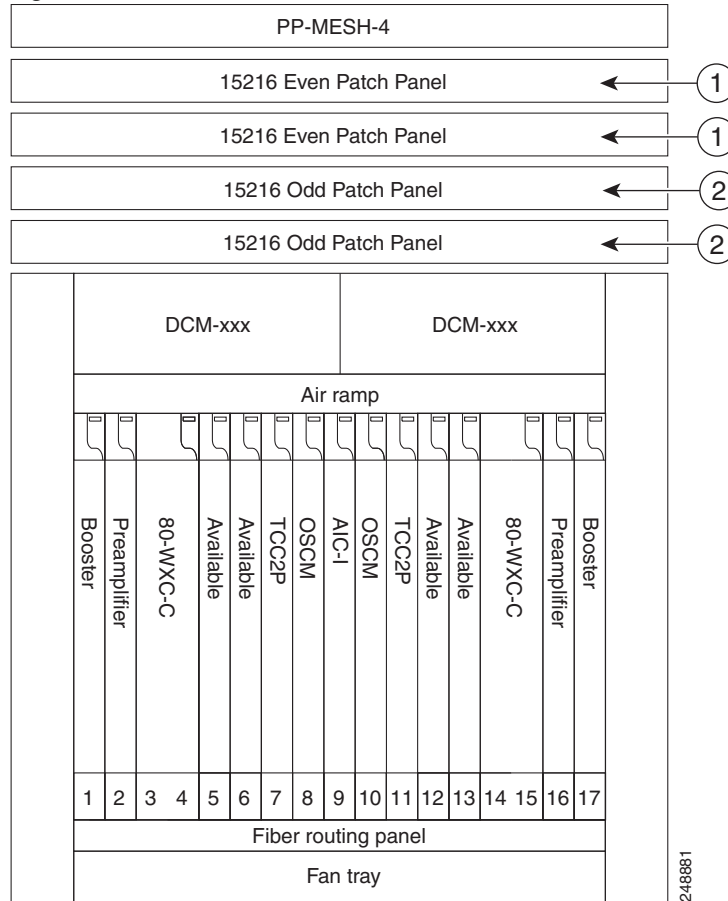 PP-MESH-4
15216 Even Patch Panel 1
15216 Even Patch Panel 1
15216 Odd Patch Panel 2
15216 Odd Patch Panel 2
DCM-xxx DCM-xxx
Air ramp
Booster
Preamplifier
80-WXC-C
Available
Available
TCC2P
OSCM
AIC-I
OSCM
TCC2P
Available
Available
80-WXC-C
Preamplifier
Booster
1 2 3 4 5 6 7 8 9 10 11 12 13 14 15 16 17
Fiber routing panel
Fan tray
248881